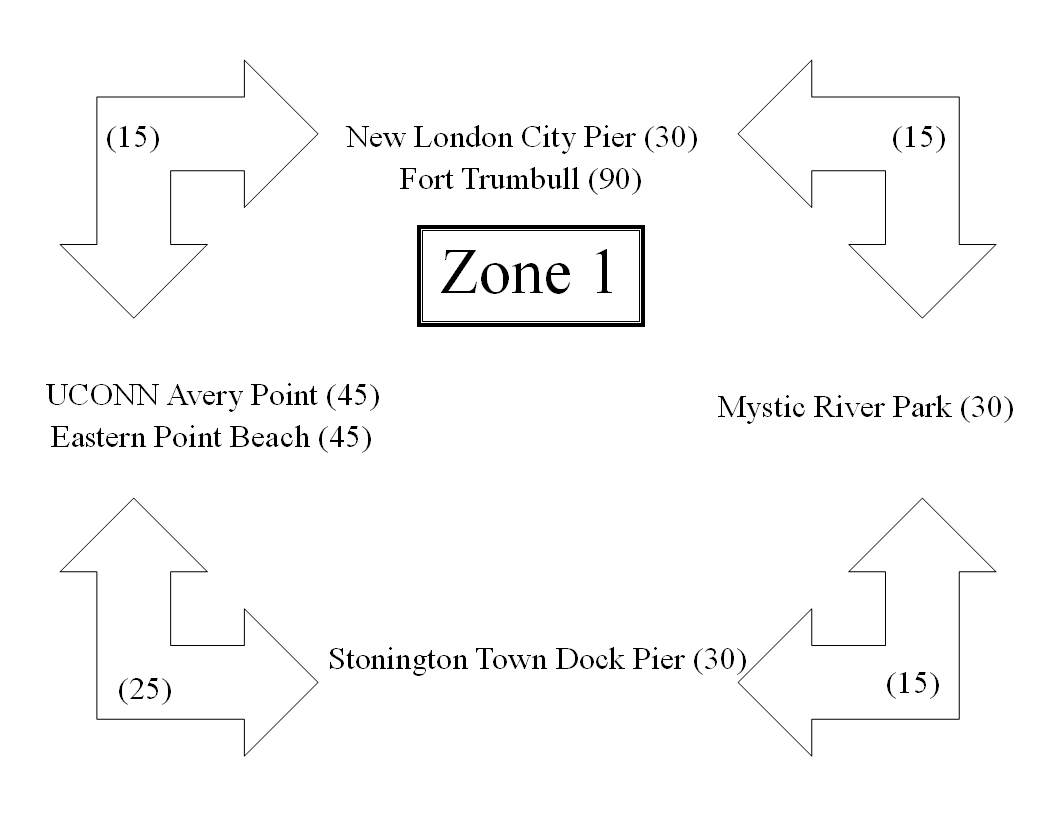 (15)
New London City Pier (30)
(15)
Fort Trumbull (90)
Zone 1
UCONN Avery Point (45)
Eastern Point Beach (45)
Mystic River Park (30)
Stonington Town Dock Pier (30)
(25)
(15)